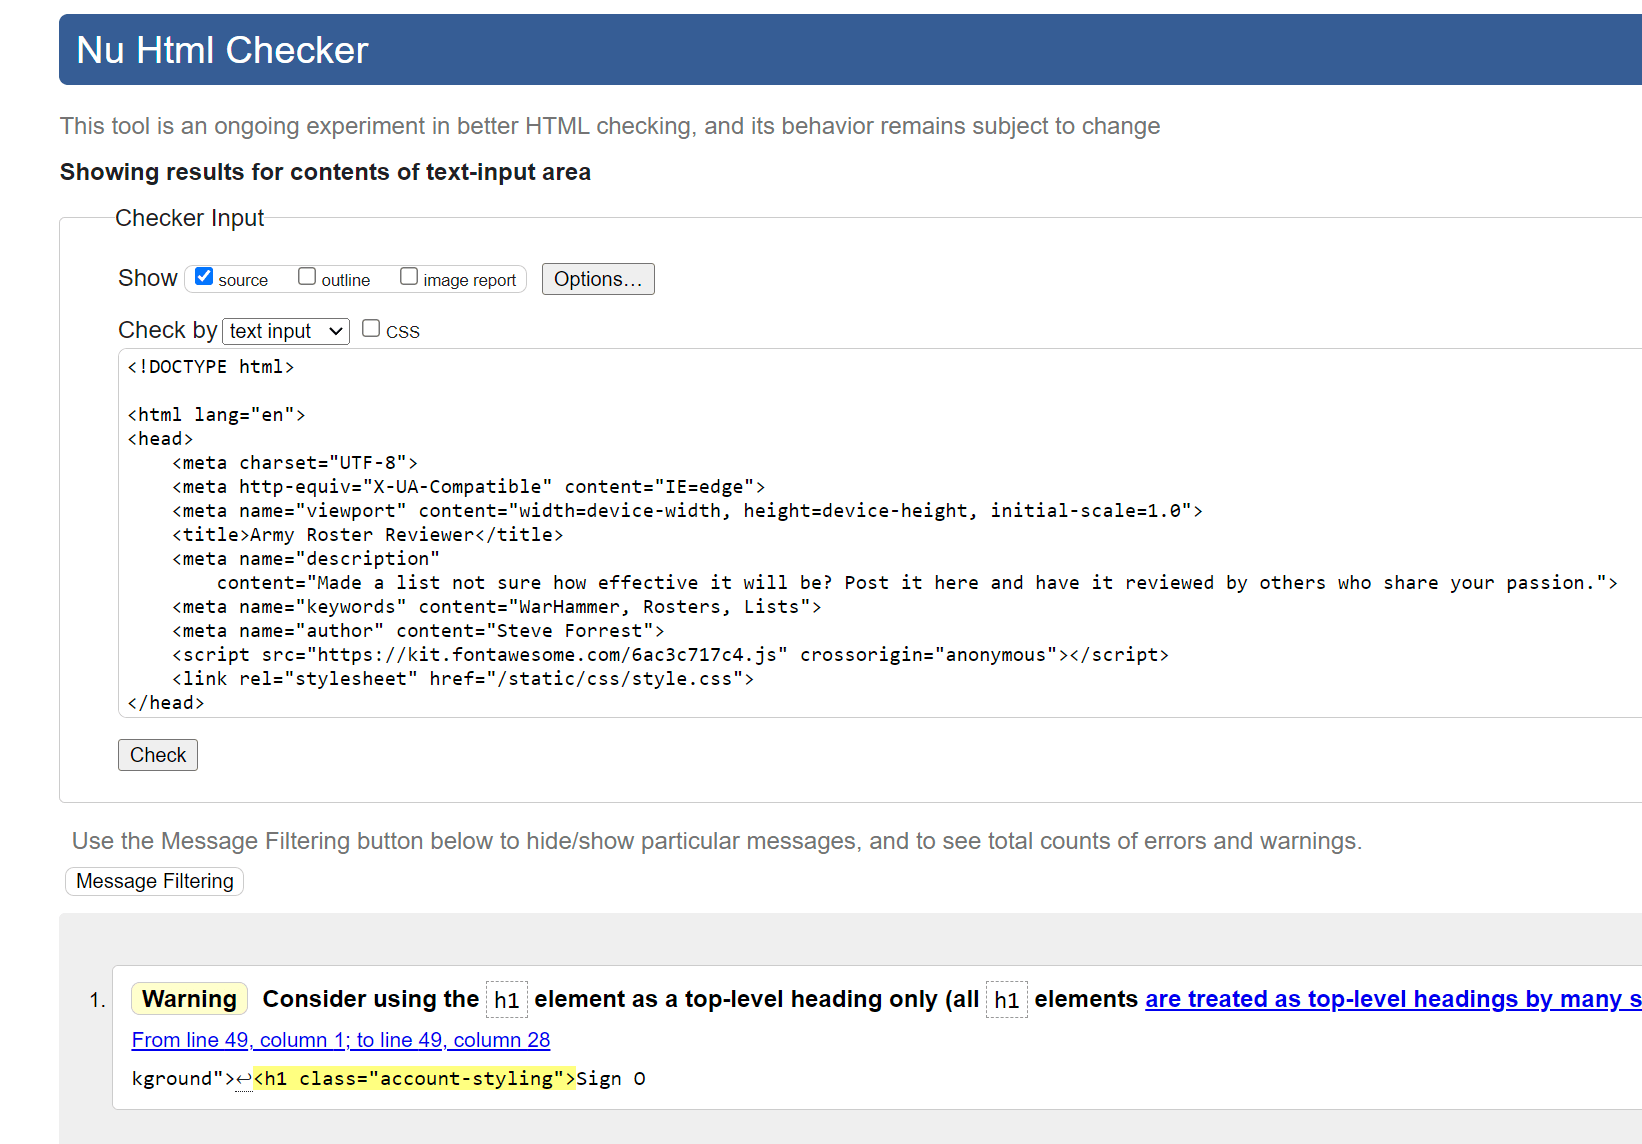 Nu Html Checker
This tool is an ongoing experiment in better HTML checking, and its behavior remains subject to change
Showing results for contents of text-input area
Checker Input
Show source outline image report Options...
Check by text input CSS
<!DOCTYPE html>
<html lang="en">
<head>
    <meta charset="UTF-8">
    <meta http-equiv="X-UA-Compatible" content="IE=edge">
    <meta name="viewport" content="width=device-width, height=device-height, initial-scale=1.0">
    <title>Army Roster Reviewer</title>
    <meta name="description"
        content="Made a list not sure how effective it will be? Post it here and have it reviewed by others who share your passion.">
    <meta name="keywords" content="WarHammer, Rosters, Lists">
    <meta name="author" content="Steve Forrest">
    <script src="https://kit.fontawesome.com/6ac3c717c4.js" crossorigin="anonymous"></script>
    <link rel="stylesheet" href="/static/css/style.css">
</head>
Check
Use the Message Filtering button below to hide/show particular messages, and to see total counts of errors and warnings.
Message Filtering
1. Warning Consider using the h1 element as a top-level heading only (all h1 elements are treated as top-level headings by many s
From line 49, column 1; to line 49, column 28
kground">↩<h1 class="account-styling">Sign O